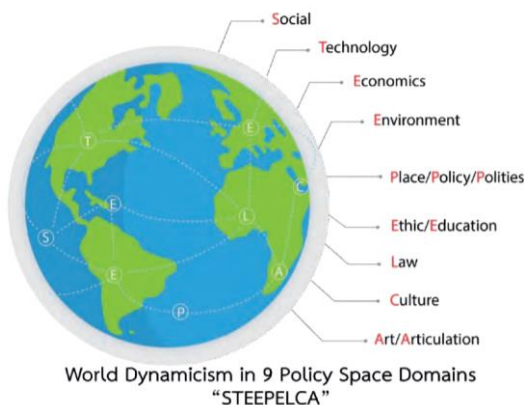 Social
Technology
Economics
Environment
Place/Policy/Polities
Ethic/Education
Law
Culture
Art/Articulation
T
E
C
E
L
S
E
A
P
World Dynamicism in 9 Policy Space Domains
“STEEPELCA”